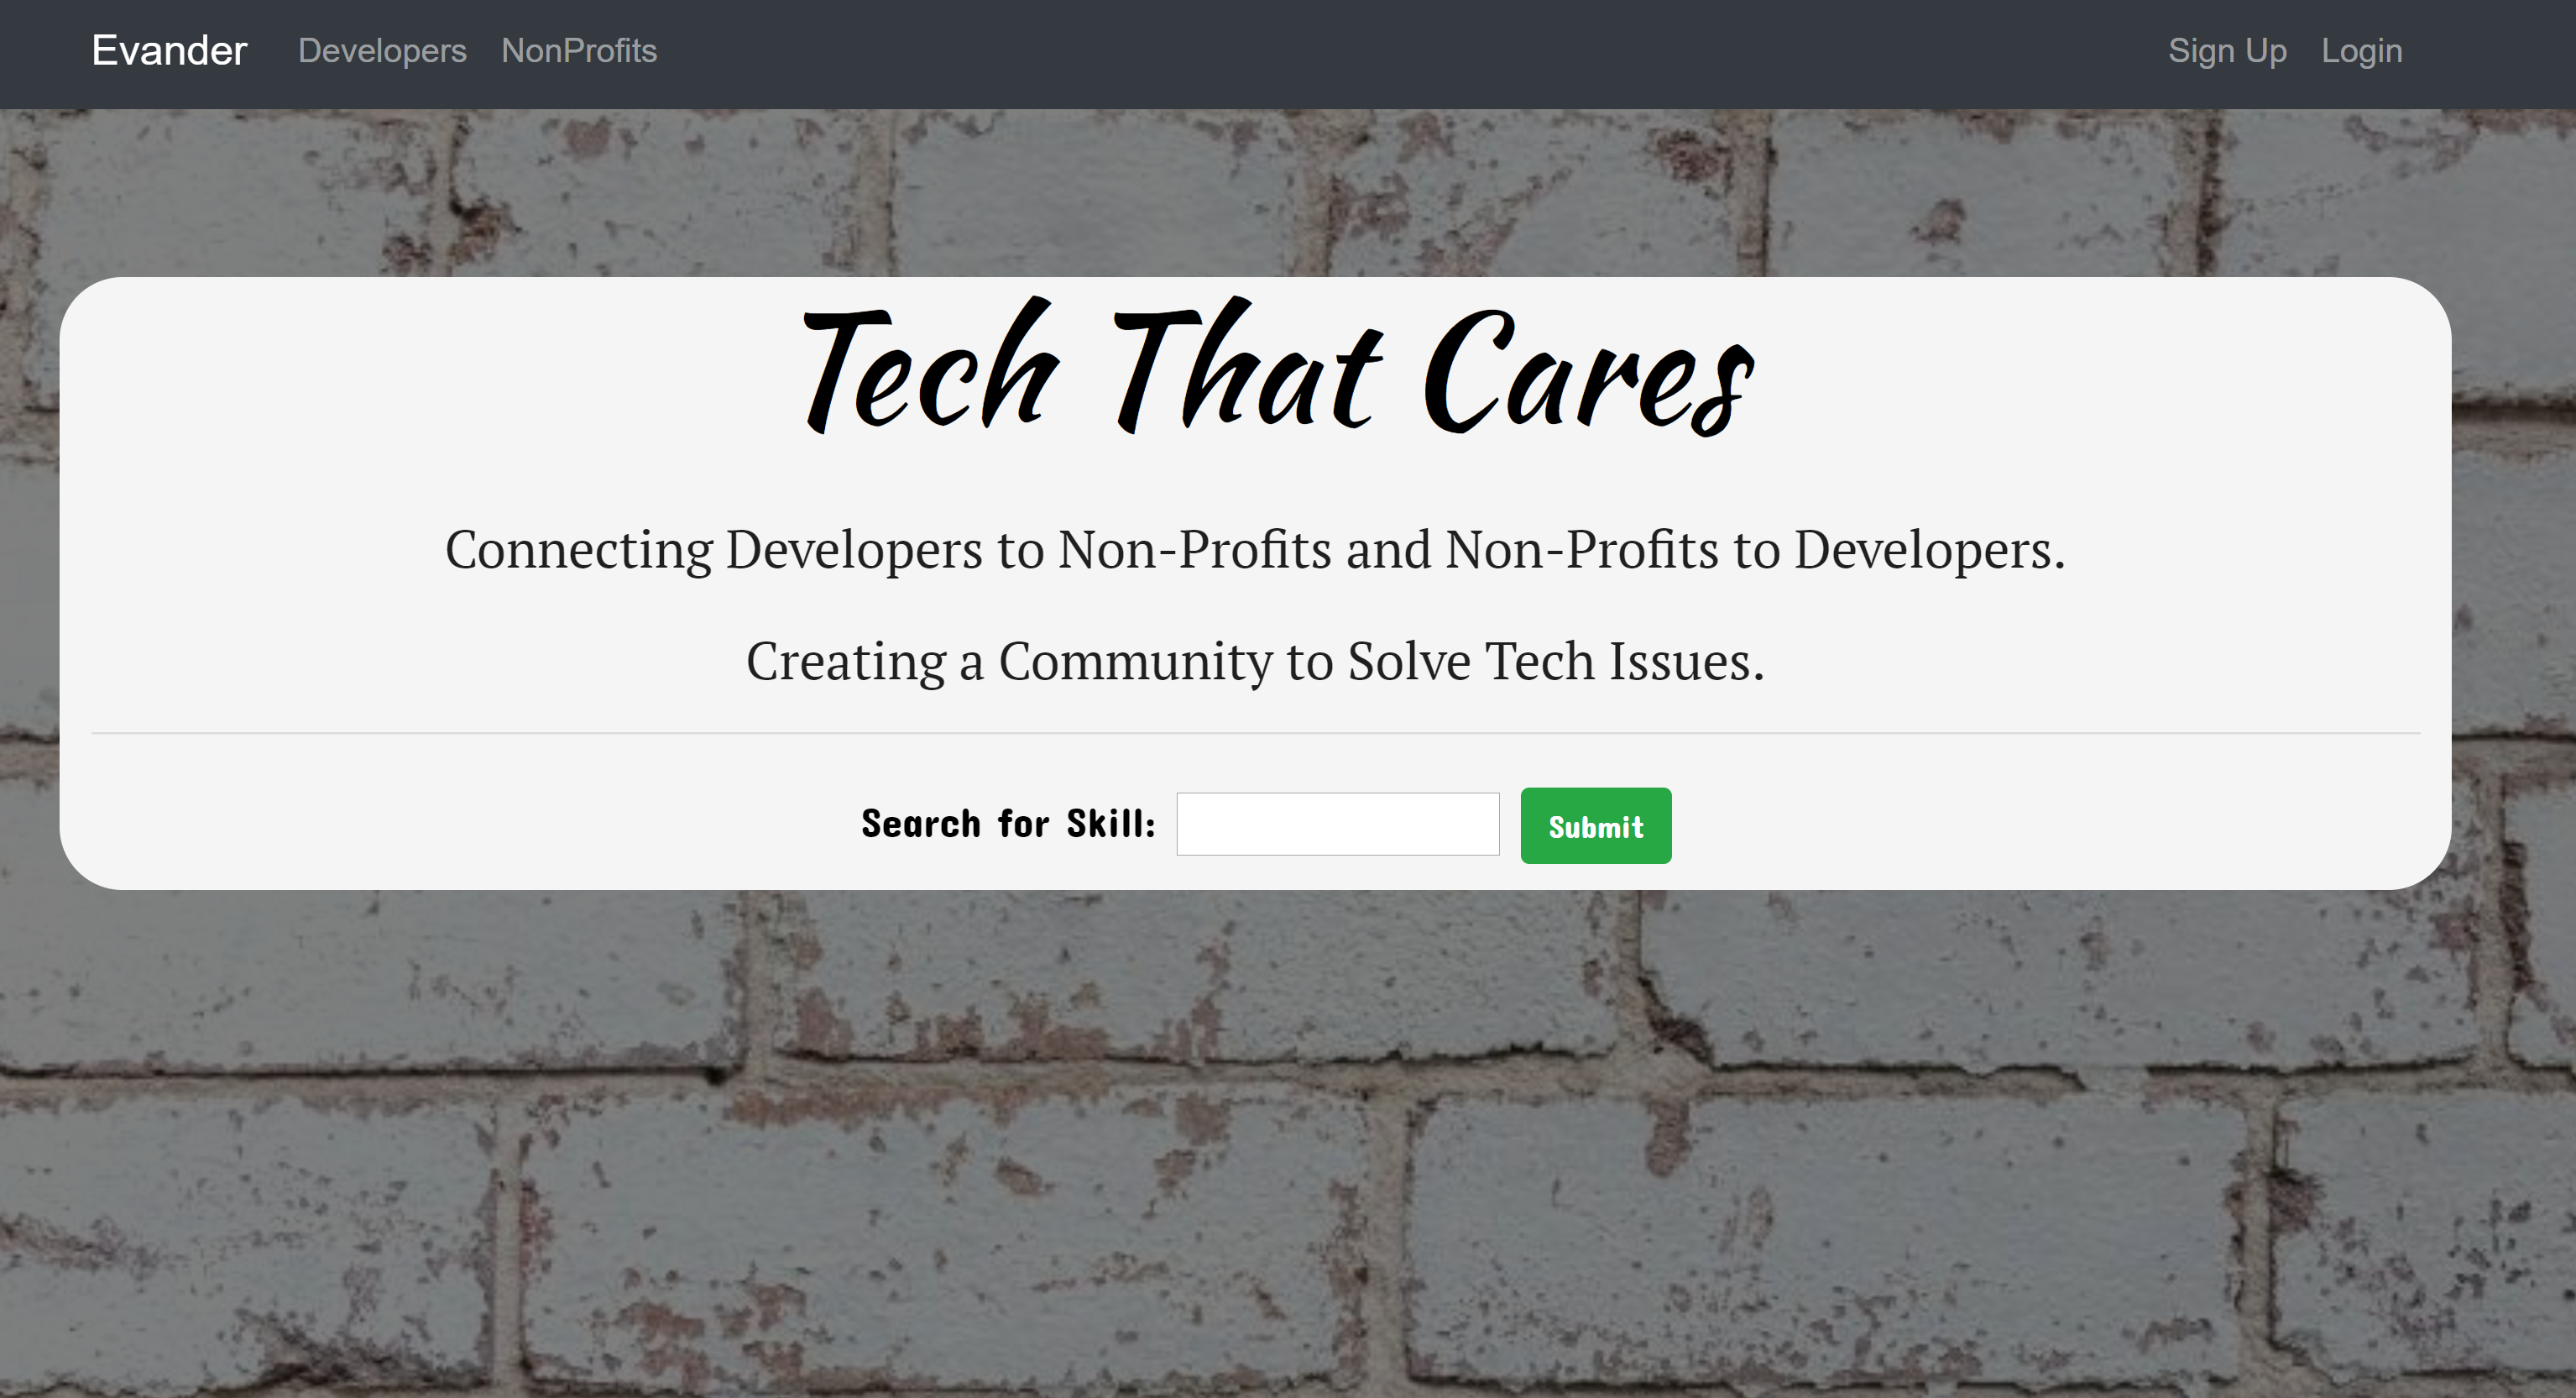 Evander Developers NonProfits Sign Up Login
Tech That Cares
Connecting Developers to Non-Profits and Non-Profits to Developers.
Creating a Community to Solve Tech Issues.
Search for Skill: Submit